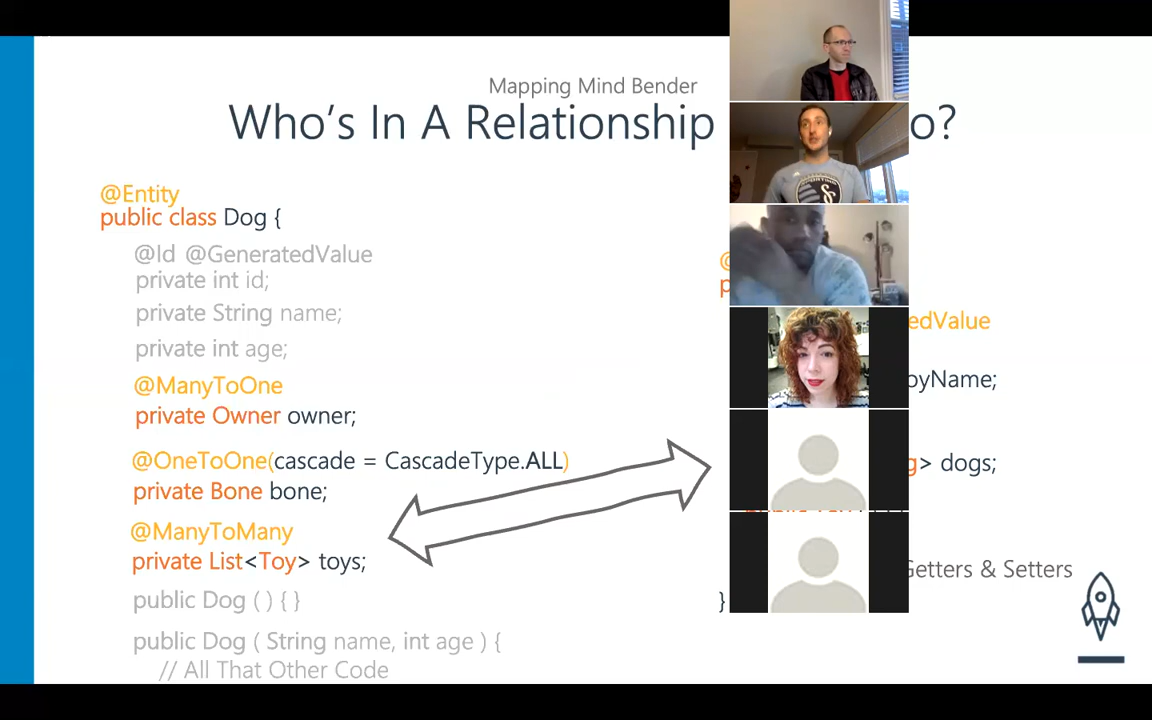 Mapping Mind Bender
Who's In A Relationship o?
@Entity
public class Dog {
@Id @GeneratedValue
private int id;
private String name;
private int age;
@ManyToOne
private Owner owner;
@OneToOne(cascade = CascadeType.ALL)
private Bone bone;
@ManyToMany
private List<Toy> toys;
public Dog ( ) { }
public Dog ( String name, int age ) {
// All That Other Code
edValue
oyName;
g> dogs;
Getters & Setters
}